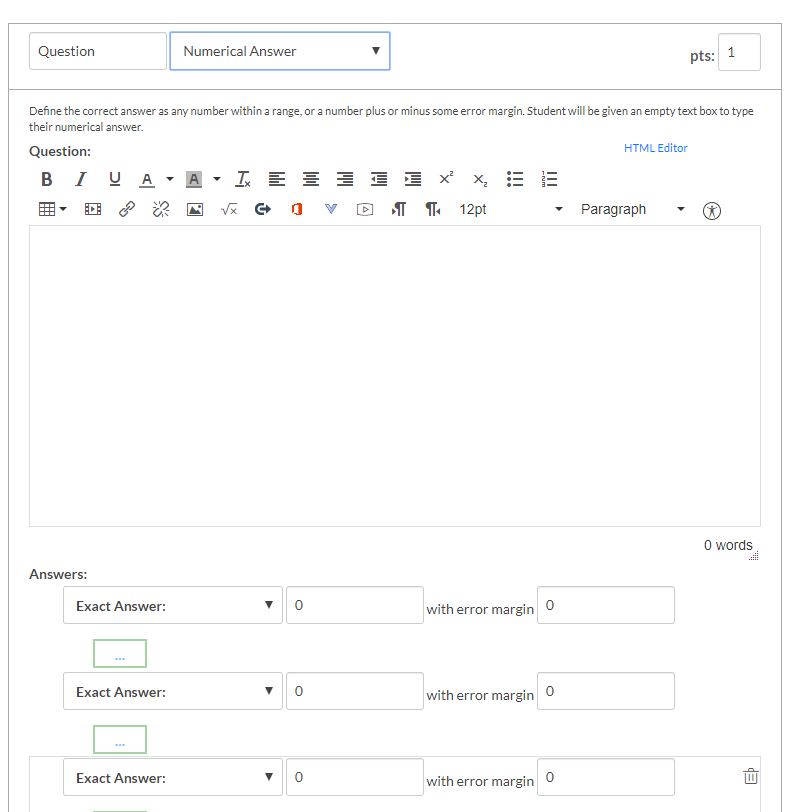 Question Numerical Answer pts: 1
Define the correct answer as any number within a range, or a number plus or minus some error margin. Student will be given an empty text box to type
their numerical answer.
Question: HTML Editor
B I U A A Tx x² x₂
√x 12pt Paragraph
0 words
Answers:
Exact Answer: 0 with error margin 0
...
Exact Answer: 0 with error margin 0
...
Exact Answer: 0 with error margin 0